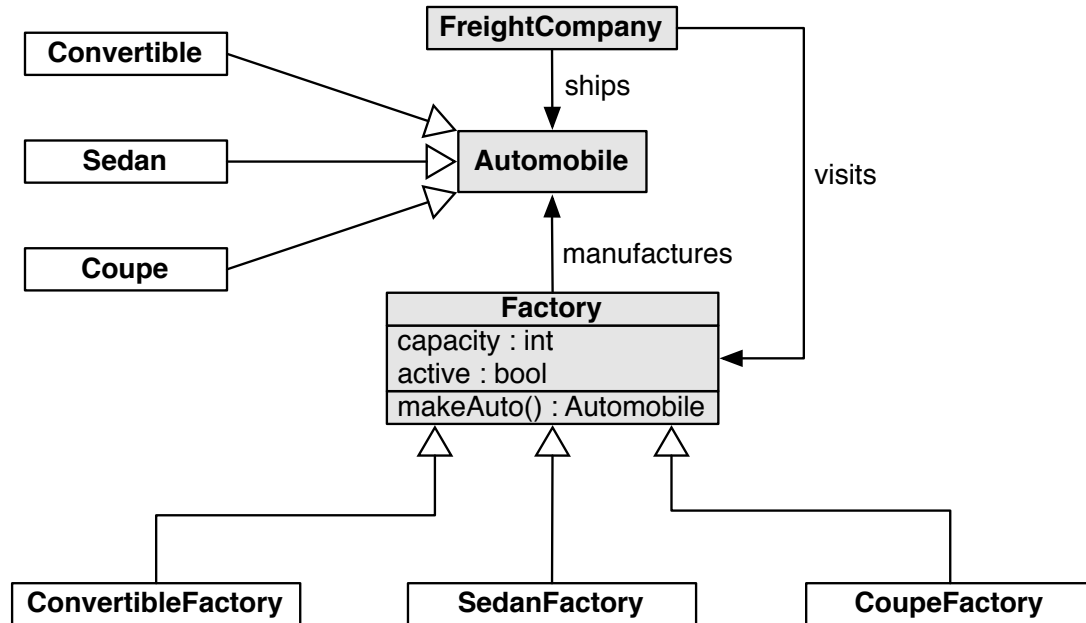 FreightCompany
Convertible
ships
Sedan
Automobile
visits
Coupe
manufactures
Factory
capacity : int
active : bool
makeAuto() : Automobile
ConvertibleFactory
SedanFactory
CoupeFactory